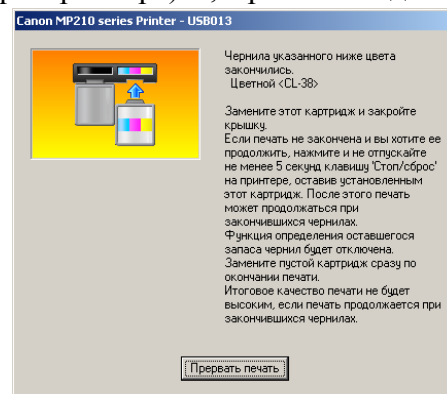 Canon MP210 series Printer - USB013
Чернила указанного ниже цвета
закончились.
Цветной <CL-38>
Замените этот картридж и закройте
крышку.
Если печать не закончена и вы хотите ее
продолжить, нажмите и не отпускайте
не менее 5 секунд клавишу 'Стоп/сброс'
на принтере, оставив установленным
этот картридж. После этого печать
может продолжаться при
закончившихся чернилах.
Функция определения оставшегося
запаса чернил будет отключена.
Замените пустой картридж сразу по
окончании печати.
Итоговое качество печати не будет
высоким, если печать продолжается при
закончившихся чернилах.
Прервать печать